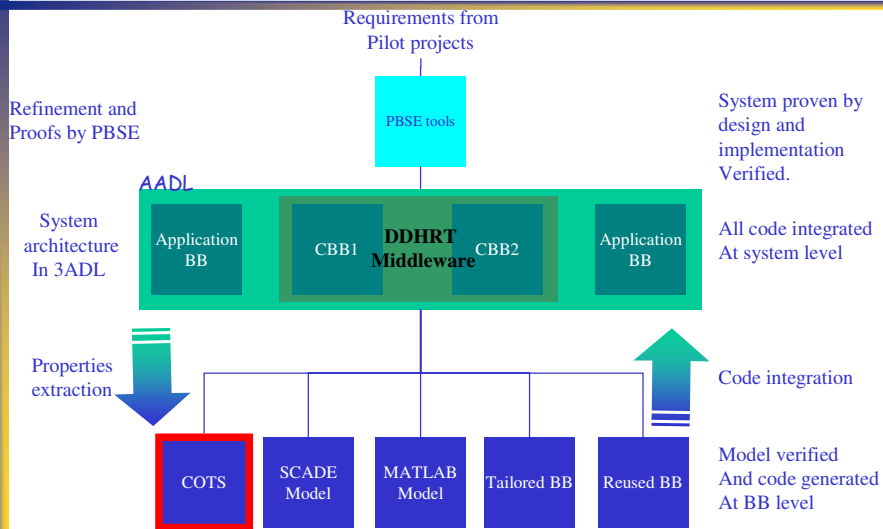 Requirements from
Pilot projects
Refinement and
Proofs by PBSE
PBSE tools
System proven by
design and
implementation
Verified.
AADL
System
architecture
In 3ADL
Application
BB
CBB1
DDHRT
Middleware
CBB2
Application
BB
All code integrated
At system level
Properties
extraction
Code integration
COTS
SCADE
Model
MATLAB
Model
Tailored BB
Reused BB
Model verified
And code generated
At BB level